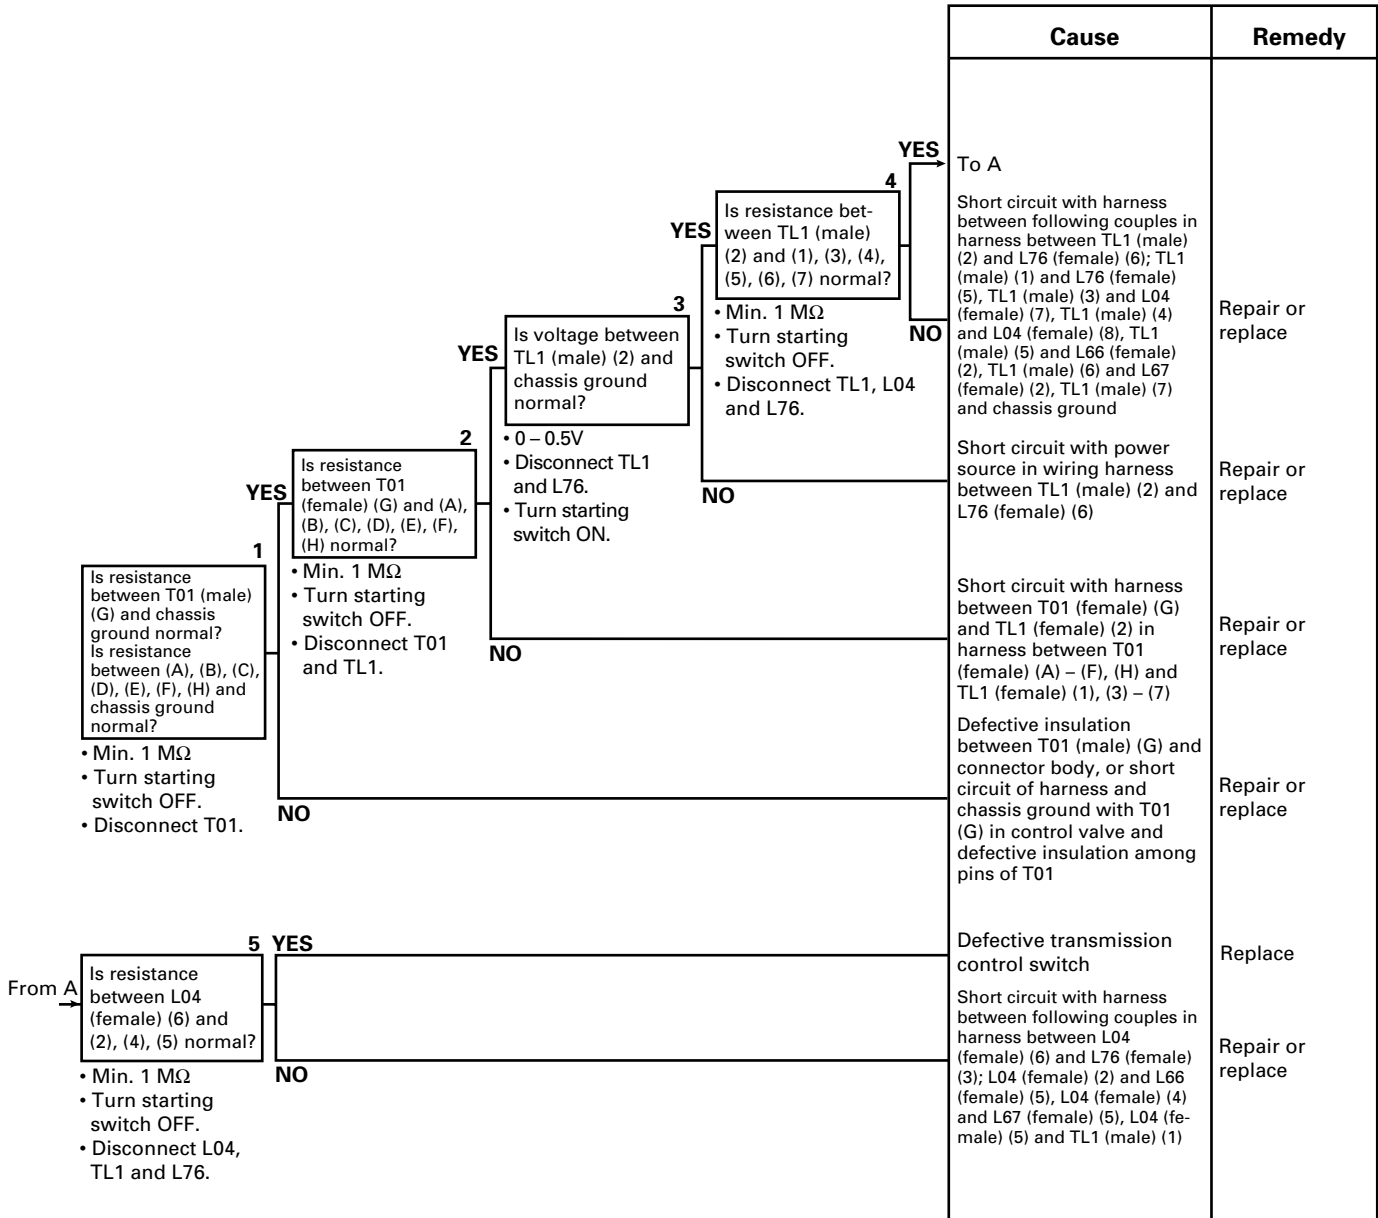 Cause
Remedy
YES
To A
4
Is resistance bet-
ween TL1 (male)
(2) and (1), (3), (4),
(5), (6), (7) normal?
• Min. 1 MΩ
• Turn starting
switch OFF.
• Disconnect TL1, L04
and L76.
NO
Short circuit with harness
between following couples in
harness between TL1 (male)
(2) and L76 (female) (6); TL1
(male) (1) and L76 (female)
(5), TL1 (male) (3) and L04
(female) (7), TL1 (male) (4)
and L04 (female) (8), TL1
(male) (5) and L66 (female)
(2), TL1 (male) (6) and L67
(female) (2), TL1 (male) (7)
and chassis ground
Repair or
replace
YES
3
Is voltage between
TL1 (male) (2) and
chassis ground
normal?
• 0 – 0.5V
• Disconnect TL1
and L76.
• Turn starting
switch ON.
NO
Short circuit with power
source in wiring harness
between TL1 (male) (2) and
L76 (female) (6)
Repair or
replace
YES
2
Is resistance
between T01
(female) (G) and (A),
(B), (C), (D), (E), (F),
(H) normal?
• Min. 1 MΩ
• Turn starting
switch OFF.
• Disconnect T01
and TL1.
NO
Short circuit with harness
between T01 (female) (G)
and TL1 (female) (2) in
harness between T01
(female) (A) – (F), (H) and
TL1 (female) (1), (3) – (7)
Repair or
replace
YES
1
Is resistance
between T01 (male)
(G) and chassis
ground normal?
Is resistance
between (A), (B), (C),
(D), (E), (F), (H) and
chassis ground
normal?
• Min. 1 MΩ
• Turn starting
switch OFF.
• Disconnect T01.
NO
Defective insulation
between T01 (male) (G) and
connector body, or short
circuit of harness and
chassis ground with T01
(G) in control valve and
defective insulation among
pins of T01
Repair or
replace
From A
5
Is resistance
between L04
(female) (6) and
(2), (4), (5) normal?
• Min. 1 MΩ
• Turn starting
switch OFF.
• Disconnect L04,
TL1 and L76.
YES
Defective transmission
control switch
Replace
NO
Short circuit with harness
between following couples in
harness between L04
(female) (6) and L76 (female)
(3); L04 (female) (2) and L66
(female) (5), L04 (female) (4)
and L67 (female) (5), L04 (fe-
male) (5) and TL1 (male) (1)
Repair or
replace